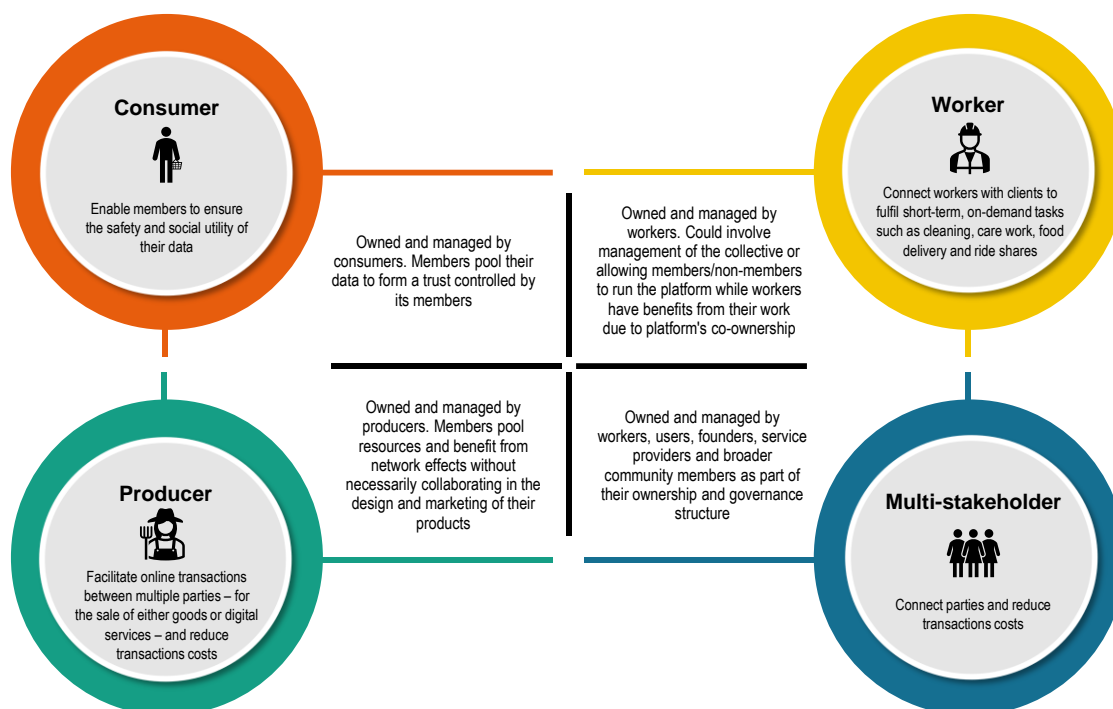 Consumer
Enable members to ensure
the safety and social utility of
their data
Owned and managed by
consumers. Members pool their
data to form a trust controlled by
its members
Owned and managed by
workers. Could involve
management of the collective or
allowing members/non-members
to run the platform while workers
have benefits from their work
due to platform's co-ownership
Worker
Connect workers with clients to
fulfil short-term, on-demand tasks
such as cleaning, care work, food
delivery and ride shares
Producer
Facilitate online transactions
between multiple parties – for
the sale of either goods or digital
services – and reduce
transactions costs
Owned and managed by
producers. Members pool
resources and benefit from
network effects without
necessarily collaborating in the
design and marketing of their
products
Owned and managed by
workers, users, founders, service
providers and broader
community members as part of
their ownership and governance
structure
Multi-stakeholder
Connect parties and reduce
transactions costs